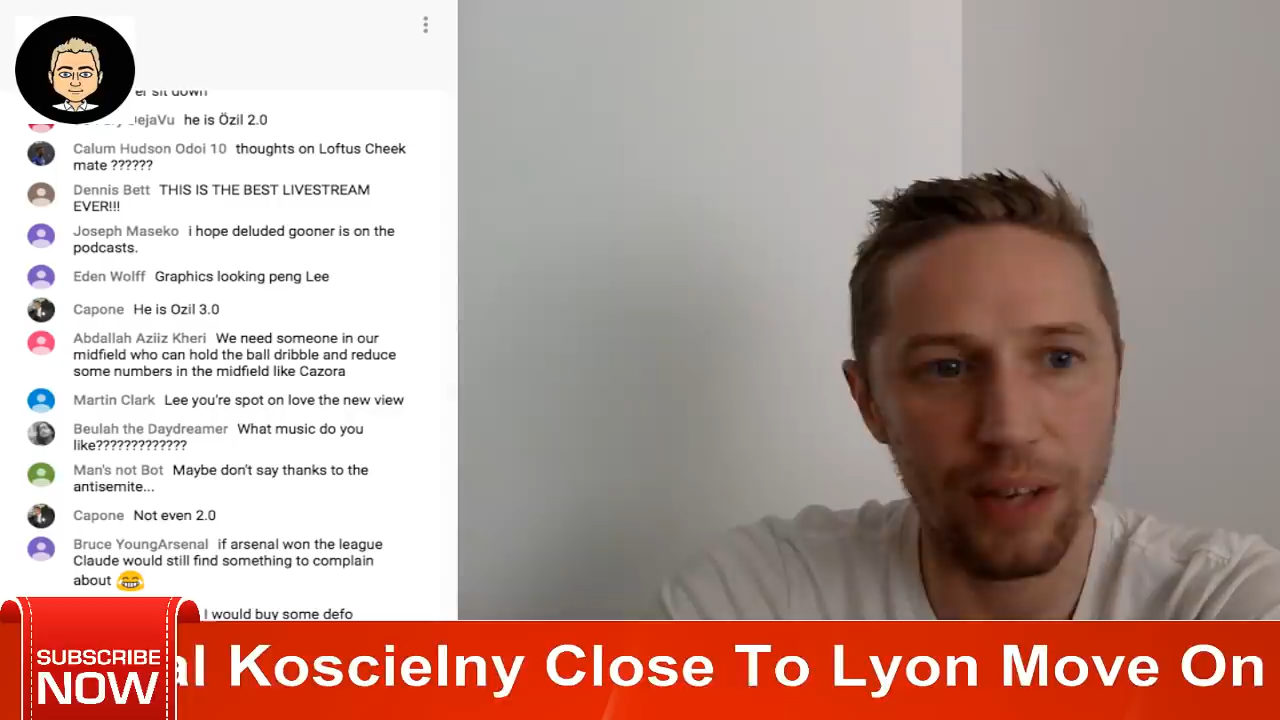 er sit down
ejaVu he is Özil 2.0
Calum Hudson Odoi 10 thoughts on Loftus Cheek
mate ??????
Dennis Bett THIS IS THE BEST LIVESTREAM
EVER!!!
Joseph Maseko i hope deluded gooner is on the
podcasts.
Eden Wolff Graphics looking peng Lee
Capone He is Ozil 3.0
Abdallah Aziiz Kheri We need someone in our
midfield who can hold the ball dribble and reduce
some numbers in the midfield like Cazora
Martin Clark Lee you're spot on love the new view
Beulah the Daydreamer What music do you
like?????????????
Man's not Bot Maybe don't say thanks to the
antisemite...
Capone Not even 2.0
Bruce YoungArsenal if arsenal won the league
Claude would still find something to complain
about 😂
I would buy some defo
SUBSCRIBE
NOW
al Koscielny Close To Lyon Move On